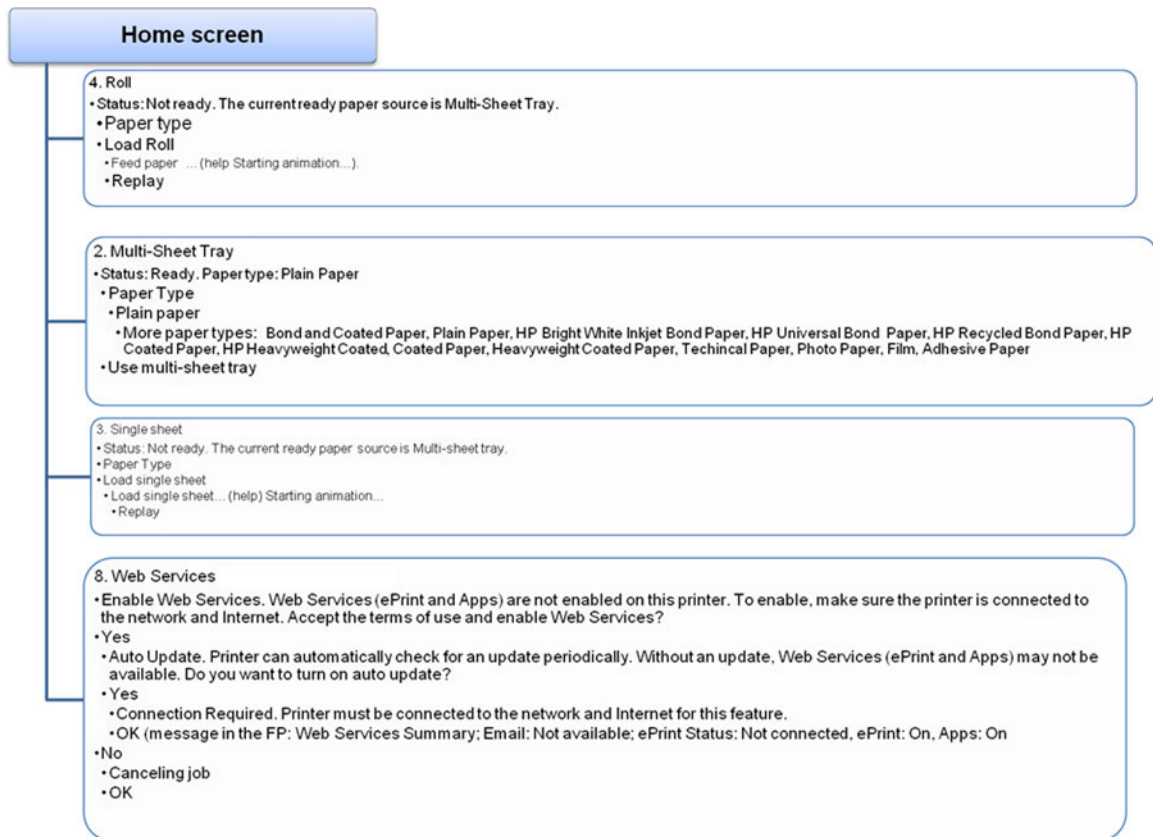 Home screen
4. Roll
•Status: Not ready. The current ready paper source is Multi-Sheet Tray.
•Paper type
•Load Roll
•Feed paper ... (help Starting animation...).
•Replay
2. Multi-Sheet Tray
•Status: Ready. Paper type: Plain Paper
•Paper Type
•Plain paper
•More paper types: Bond and Coated Paper, Plain Paper, HP Bright White Inkjet Bond Paper, HP Universal Bond Paper, HP Recycled Bond Paper, HP
Coated Paper, HP Heavyweight Coated, Coated Paper, Heavyweight Coated Paper, Techincal Paper, Photo Paper, Film, Adhesive Paper
•Use multi-sheet tray
3. Single sheet
•Status: Not ready. The current ready paper source is Multi-sheet tray.
•Paper Type
•Load single sheet
•Load single sheet... (help) Starting animation...
•Replay
8. Web Services
•Enable Web Services. Web Services (ePrint and Apps) are not enabled on this printer. To enable, make sure the printer is connected to
the network and Internet. Accept the terms of use and enable Web Services?
•Yes
•Auto Update. Printer can automatically check for an update periodically. Without an update, Web Services (ePrint and Apps) may not be
available. Do you want to turn on auto update?
•Yes
•Connection Required. Printer must be connected to the network and Internet for this feature.
•OK (message in the FP: Web Services Summary; Email: Not available; ePrint Status: Not connected, ePrint: On, Apps: On
•No
•Canceling job
•OK